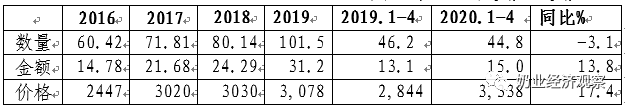 2016 2017 2018 2019 2019.1-4 2020.1-4 同比%
数量 60.42 71.81 80.14 101.5 46.2 44.8 -3.1
金额 14.78 21.68 24.29 31.2 13.1 15.0 13.8
价格 2447 3020 3030 3,078 2,844 3,338 17.4
奶业经济观察